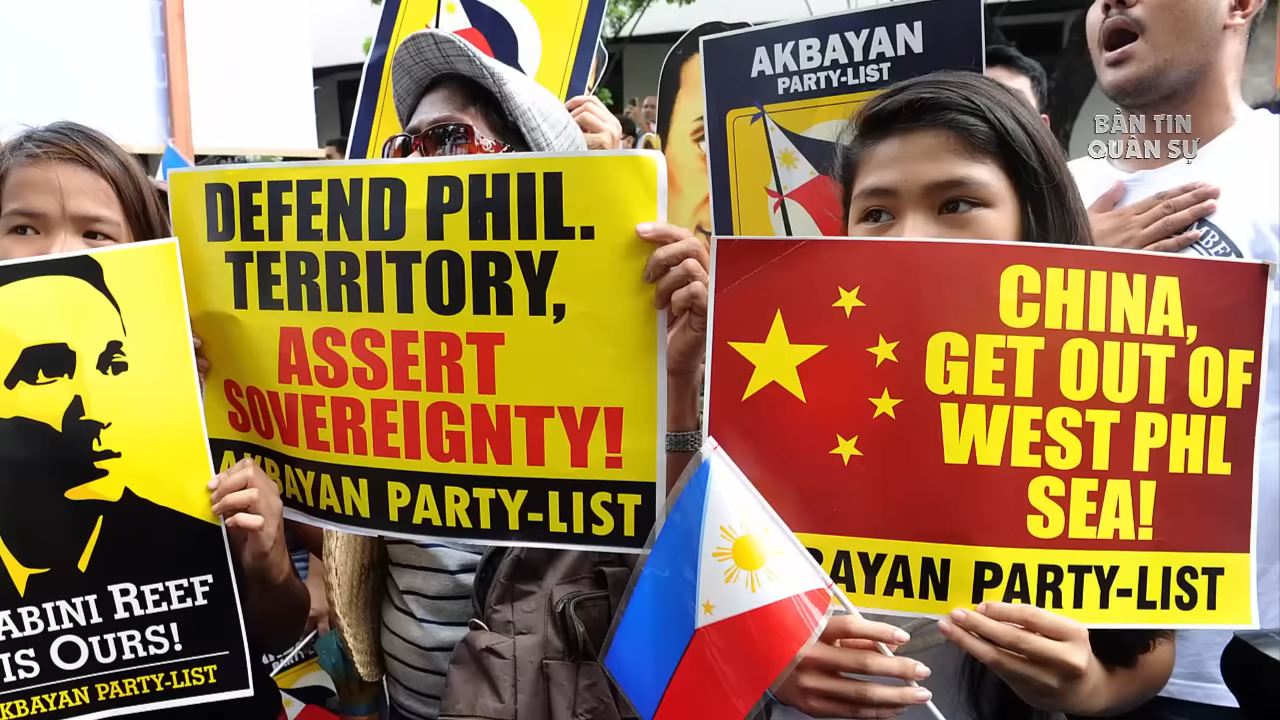 AKBAYAN
PARTY-LIST
BẢN TIN
QUÂN SỰ
DEFEND PHIL.
TERRITORY,
ASSERT
SOVEREIGNTY!
AKBAYAN PARTY-LIST
CHINA,
GET OUT OF
WEST PHL
SEA!
BAYAN PARTY-LIST
ABINI REEF
IS OURS!
KBAYAN PARTY-LIST